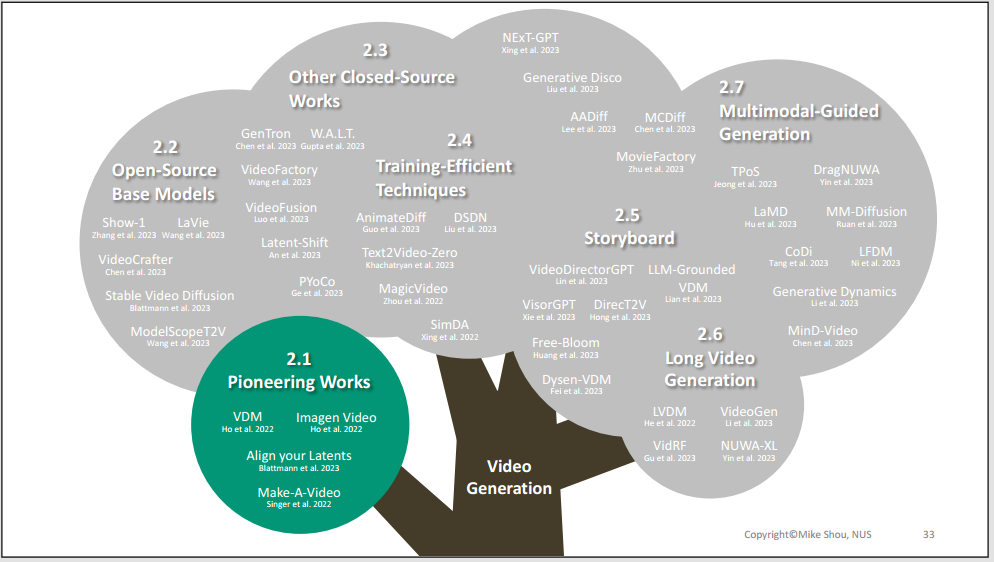 2.1
Pioneering Works
VDM
Ho et al. 2022
Imagen Video
Ho et al. 2022
Align your Latents
Blattmann et al. 2023
Make-A-Video
Singer et al. 2022
2.2
Open-Source
Base Models
Show-1
Zhang et al. 2023
LaVie
Wang et al. 2023
VideoCrafter
Chen et al. 2023
Stable Video Diffusion
Blattmann et al. 2023
ModelScopeT2V
Wang et al. 2023
2.3
Other Closed-Source
Works
GenTron
Chen et al. 2023
W.A.L.T.
Gupta et al. 2023
VideoFactory
Wang et al. 2023
VideoFusion
Luo et al. 2023
Latent-Shift
An et al. 2023
PYoCo
Ge et al. 2023
2.4
Training-Efficient
Techniques
AnimateDiff
Guo et al. 2023
DSDN
Liu et al. 2023
Text2Video-Zero
Khachatryan et al. 2023
MagicVideo
Zhou et al. 2022
SimDA
Xing et al. 2022
NExT-GPT
Xing et al. 2023
Generative Disco
Liu et al. 2023
AADiff
Lee et al. 2023
MCDiff
Chen et al. 2023
MovieFactory
Zhu et al. 2023
2.5
Storyboard
VideoDirectorGPT
Lin et al. 2023
LLM-Grounded
VDM
Lian et al. 2023
VisorGPT
Xie et al. 2023
DirecT2V
Hong et al. 2023
Free-Bloom
Huang et al. 2023
Dysen-VDM
Fei et al. 2023
2.6
Long Video
Generation
LVDM
He et al. 2022
VideoGen
Li et al. 2023
VidRF
Gu et al. 2023
NUWA-XL
Yin et al. 2023
2.7
Multimodal-Guided
Generation
TPoS
Jeong et al. 2023
DragNUWA
Yin et al. 2023
LaMD
Hu et al. 2023
MM-Diffusion
Ruan et al. 2023
CoDi
Tang et al. 2023
LFDM
Ni et al. 2023
Generative Dynamics
Li et al. 2023
MinD-Video
Chen et al. 2023
Video
Generation
Copyright©Mike Shou, NUS
33